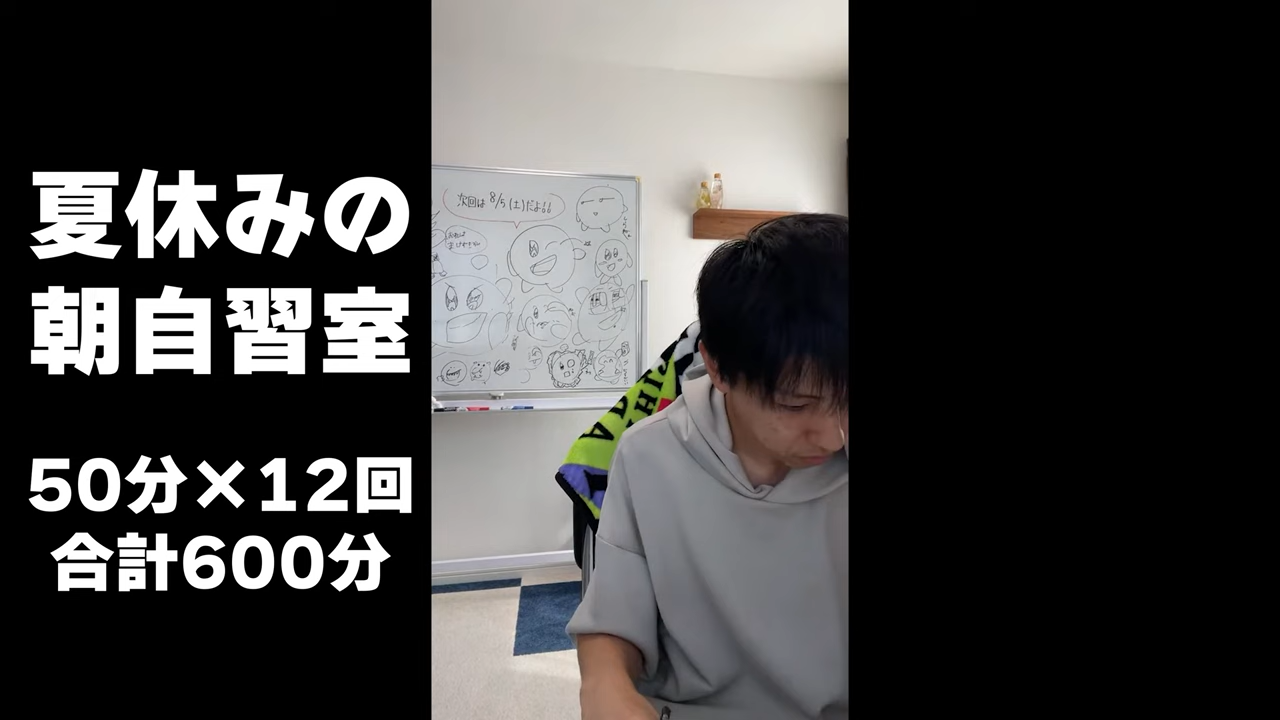 夏休みの
朝自習室
50分×12回
合計600分
次回は 8/5 (土)だよ!!